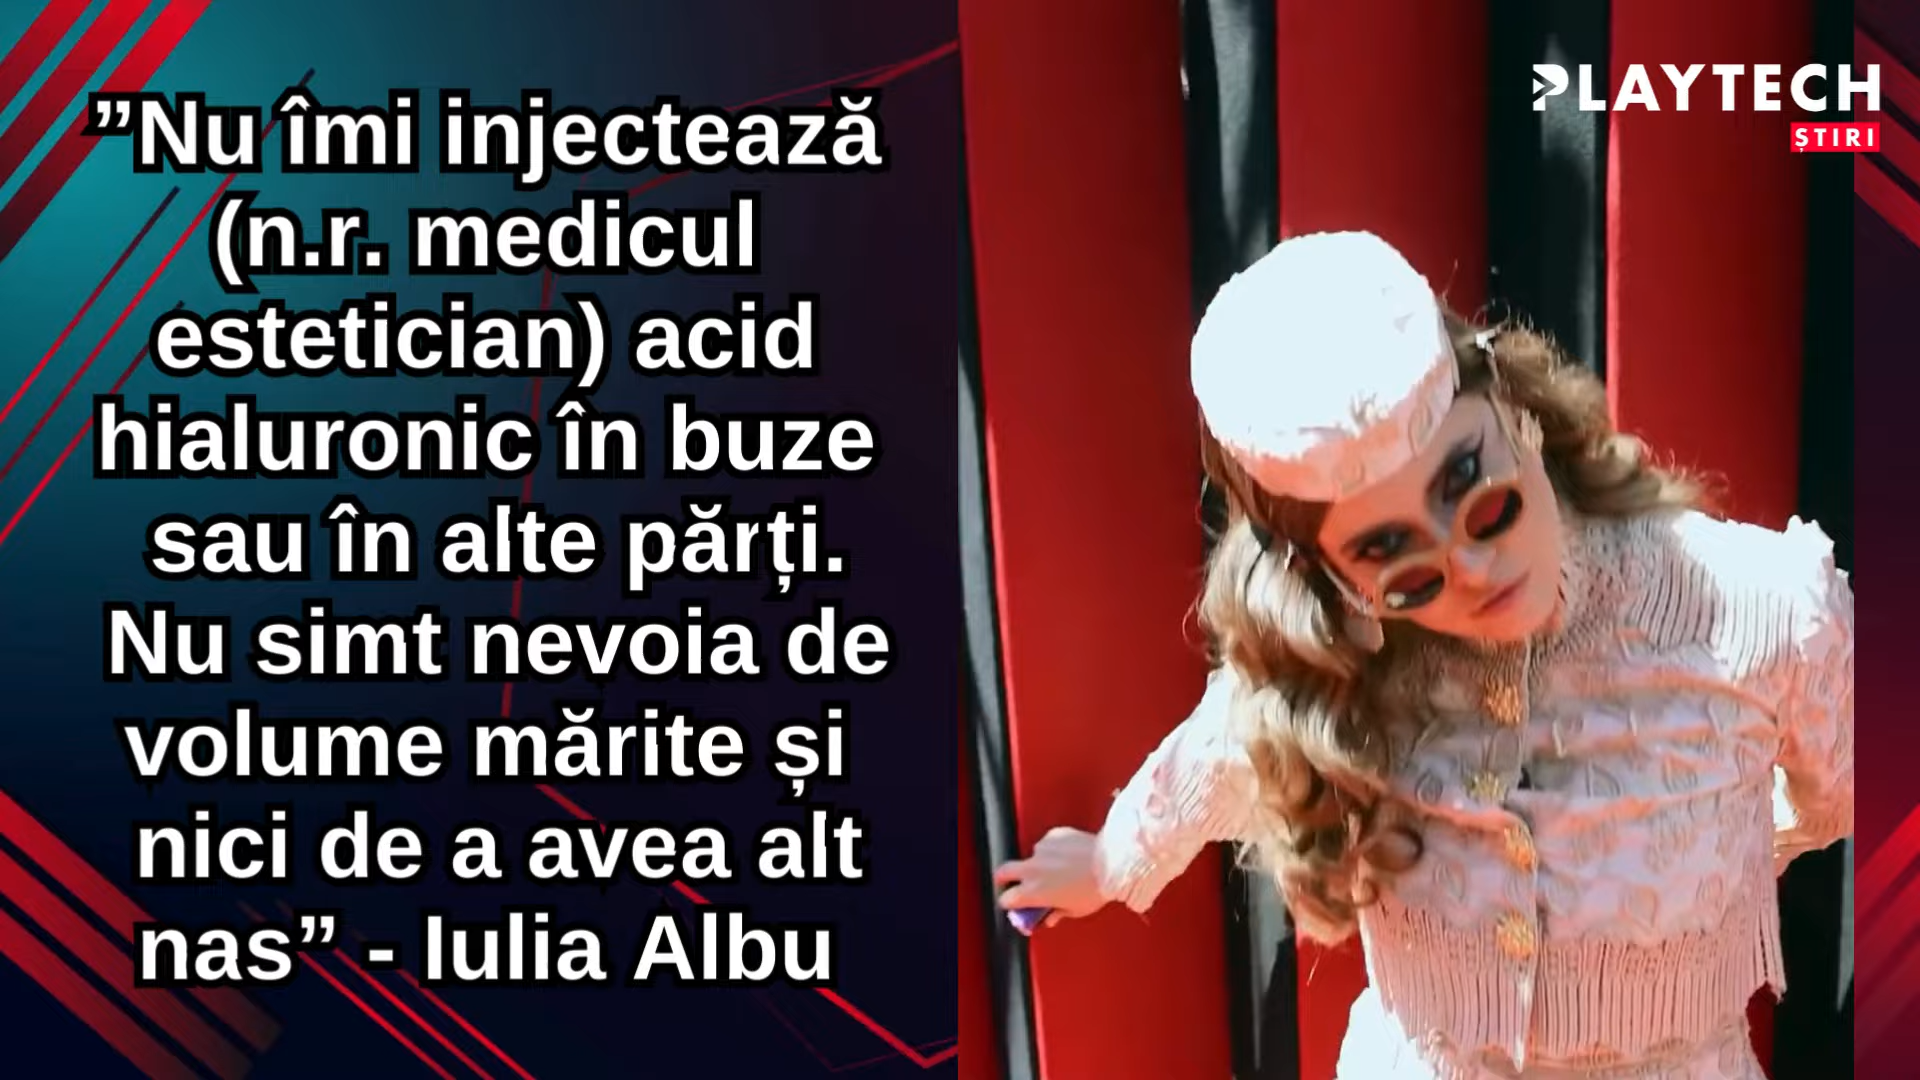 ”Nu îmi injectează
(n.r. medicul
estetician) acid
hialuronic în buze
sau în alte părți.
Nu simt nevoia de
volume mărite și
nici de a avea alt
nas” - Iulia Albu
PLAYTECH
ȘTIRI